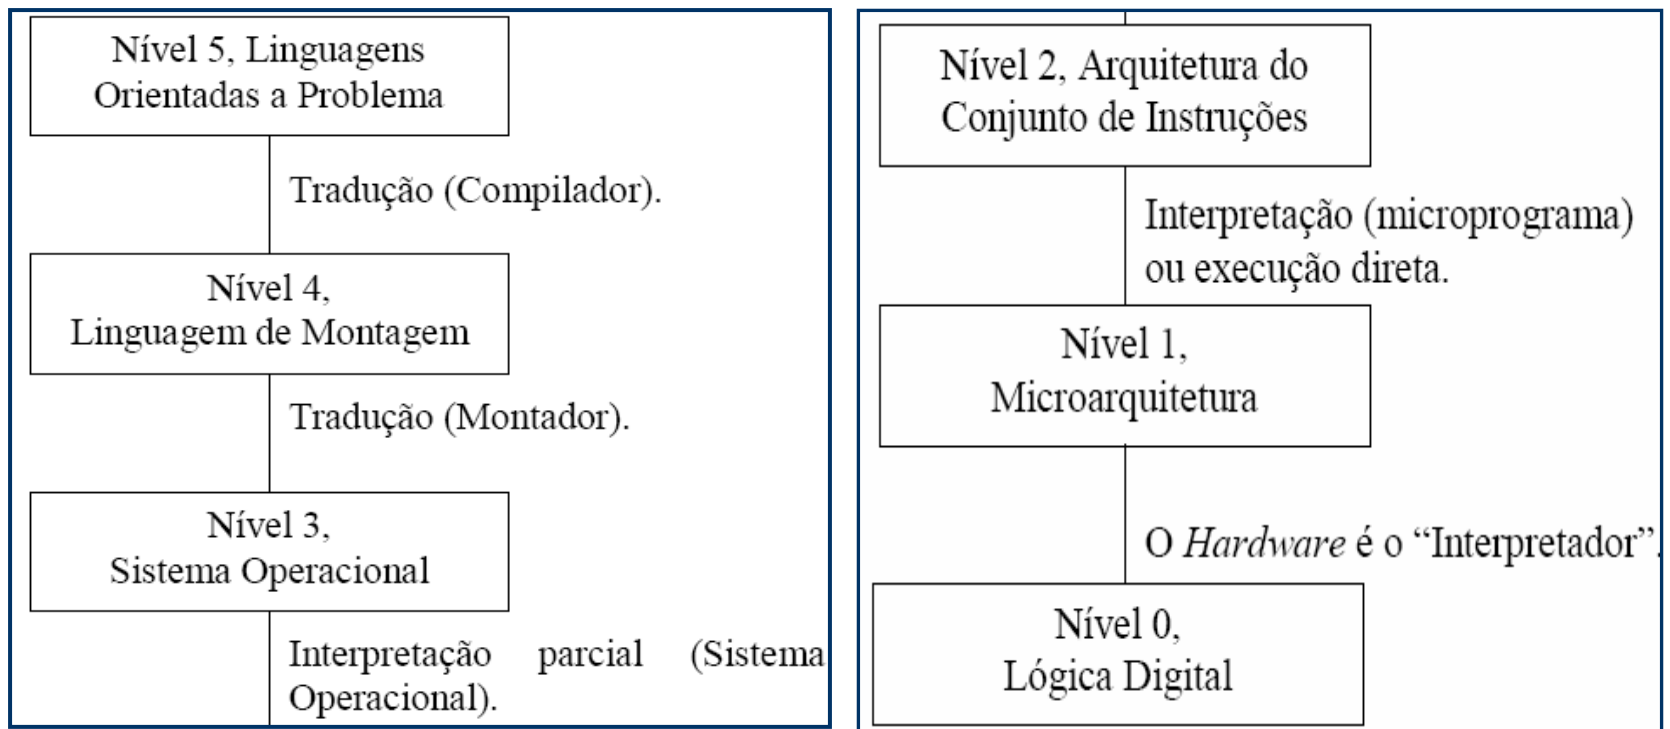 Nível 5, Linguagens
Orientadas a Problema
Tradução (Compilador).
Nível 4,
Linguagem de Montagem
Tradução (Montador).
Nível 3,
Sistema Operacional
Interpretação parcial (Sistema
Operacional).
Nível 2, Arquitetura do
Conjunto de Instruções
Interpretação (microprograma)
ou execução direta.
Nível 1,
Microarquitetura
O Hardware é o “Interpretador”.
Nível 0,
Lógica Digital